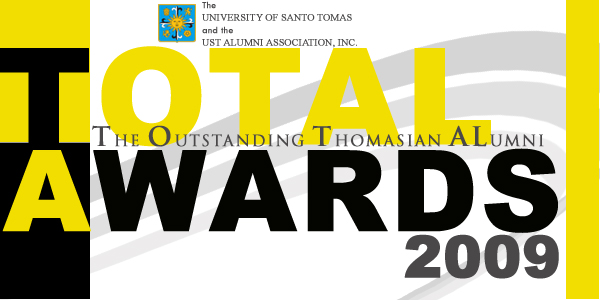 The
UNIVERSITY OF SANTO TOMAS
and the
UST ALUMNI ASSOCIATION, INC.
TOTAL
THE OUTSTANDING THOMASIAN ALUMNI
AWARDS
2009